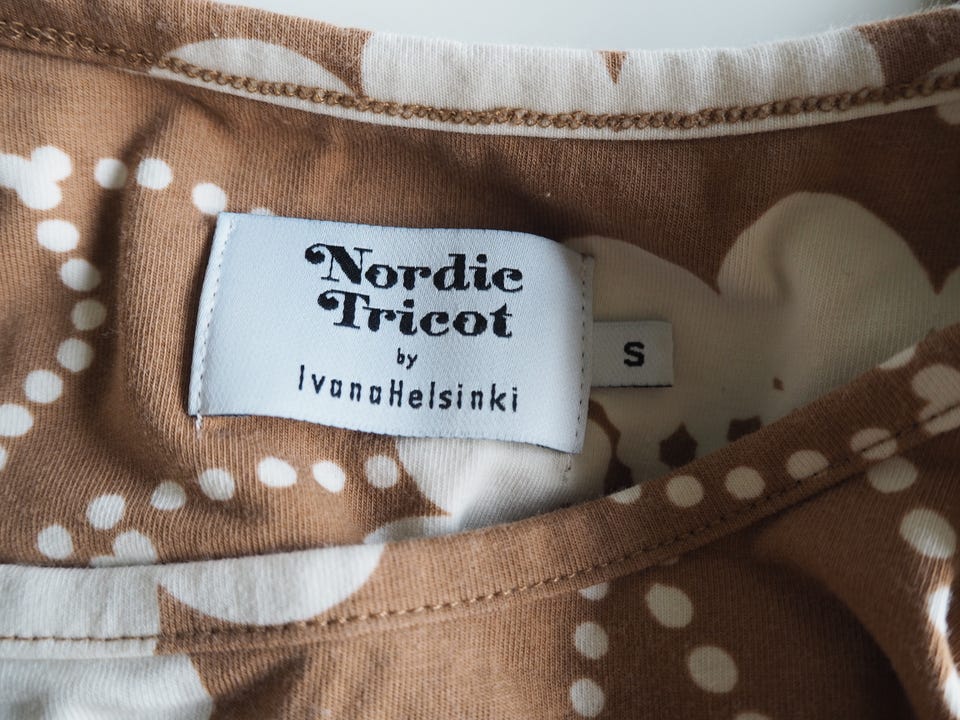 Nordic
Tricot
by
IvanaHelsinki
S